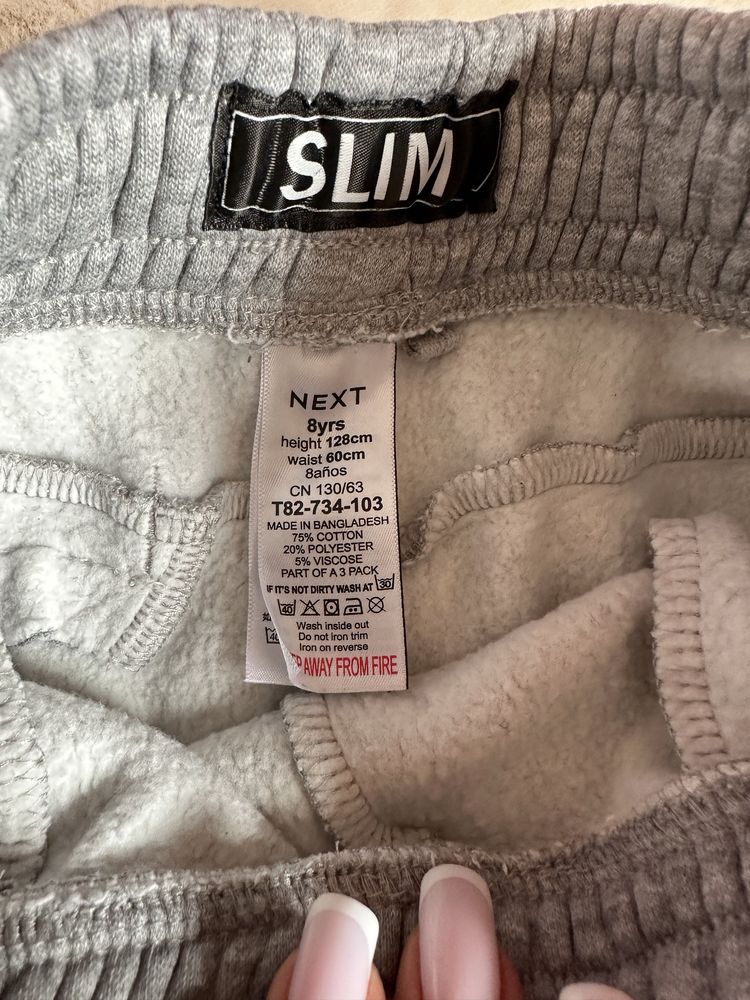 SLIM
NEXT
8yrs
height 128cm
waist 60cm
8años
CN 130/63
T82-734-103
MADE IN BANGLADESH
75% COTTON
20% POLYESTER
5% VISCOSE
PART OF A 3 PACK
IF IT'S NOT DIRTY WASH AT 30
40
Wash inside out
Do not iron trim
Iron on reverse
AWAY FROM FIRE